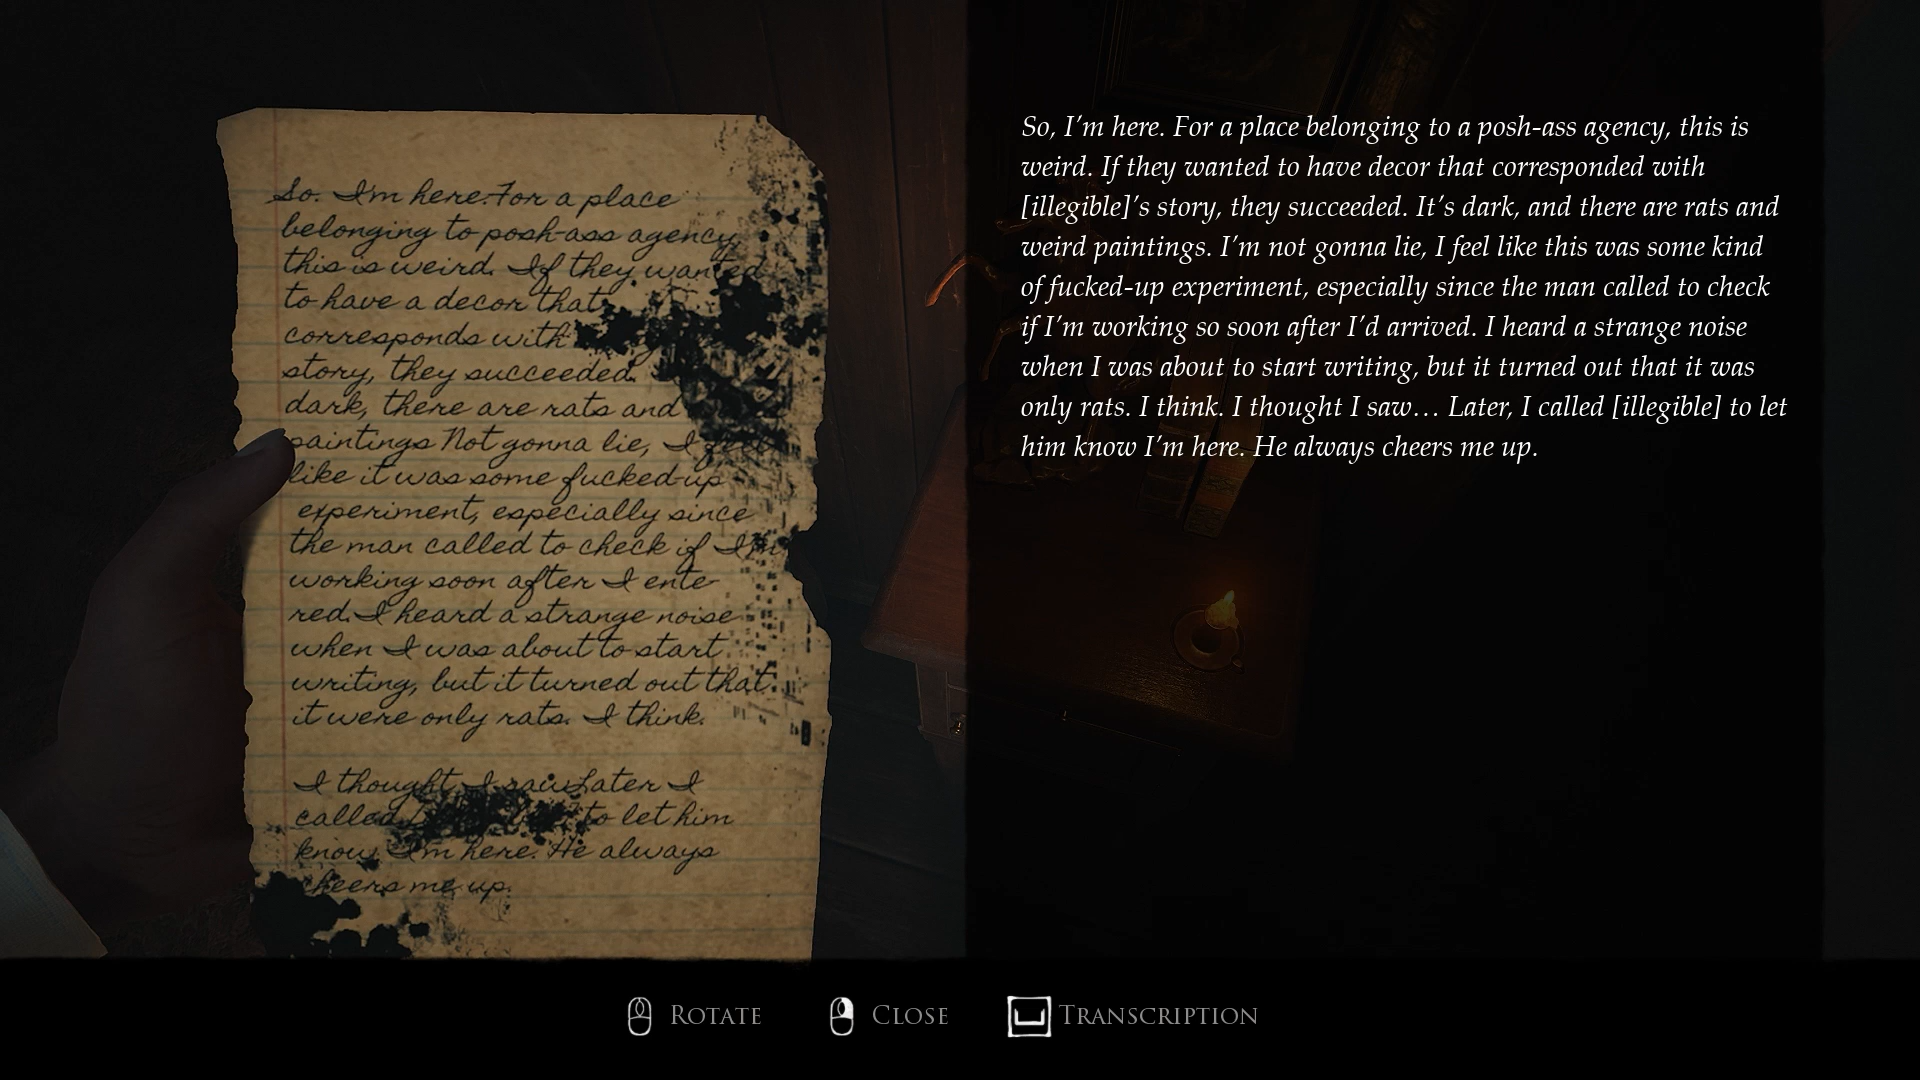 So. I'm here. For a place
belonging to posh-ass agency,
this is weird. If they wanted
to have a decor that
corresponds with
story, they succeeded.
dark, there are rats and
paintings Not gonna lie, I feel
like it was some fucked-up
experiment, especially since
the man called to check if I'm
working soon after I ente-
red. I heard a strange noise
when I was about to start
writing, but it turned out that
it were only rats. I think.
I thought I saw Later I
called to let him
know I'm here. He always
cheers me up.
So, I'm here. For a place belonging to a posh-ass agency, this is
weird. If they wanted to have decor that corresponded with
[illegible]'s story, they succeeded. It's dark, and there are rats and
weird paintings. I'm not gonna lie, I feel like this was some kind
of fucked-up experiment, especially since the man called to check
if I'm working so soon after I'd arrived. I heard a strange noise
when I was about to start writing, but it turned out that it was
only rats. I think. I thought I saw... Later, I called [illegible] to let
him know I'm here. He always cheers me up.
ROTATE
CLOSE
TRANSCRIPTION